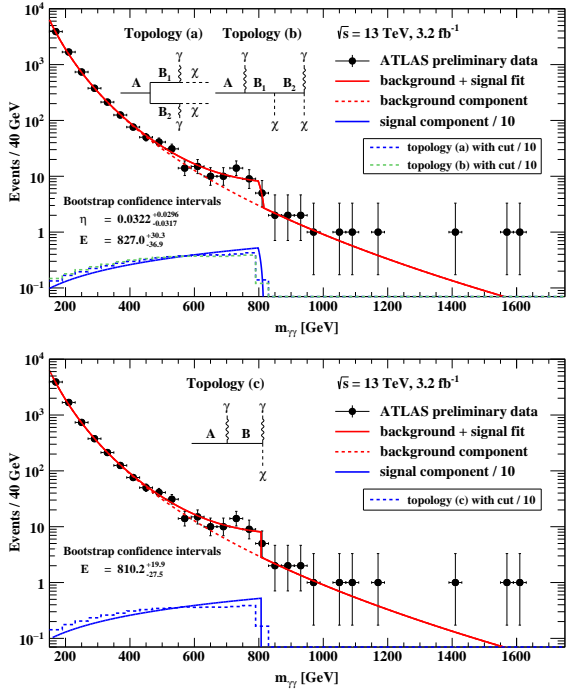 10⁴
10³
10²
10
1
10⁻¹
Events / 40 GeV
Topology (a)
Topology (b)
γ
γ
γ
A
B₁
B₂
χ
χ
γ
A
B₁
B₂
χ
χ
γ
√s = 13 TeV, 3.2 fb⁻¹
ATLAS preliminary data
background + signal fit
background component
signal component / 10
topology (a) with cut / 10
topology (b) with cut / 10
Bootstrap confidence intervals
η = 0.0322 +0.0296 -0.0317
E = 827.0 +30.3 -36.9
200 400 600 800 1000 1200 1400 1600
mγγ [GeV]
10⁴
10³
10²
10
1
10⁻¹
Events / 40 GeV
Topology (c)
γ
γ
A
B
χ
√s = 13 TeV, 3.2 fb⁻¹
ATLAS preliminary data
background + signal fit
background component
signal component / 10
topology (c) with cut / 10
Bootstrap confidence intervals
E = 810.2 +19.9 -27.5
200 400 600 800 1000 1200 1400 1600
mγγ [GeV]